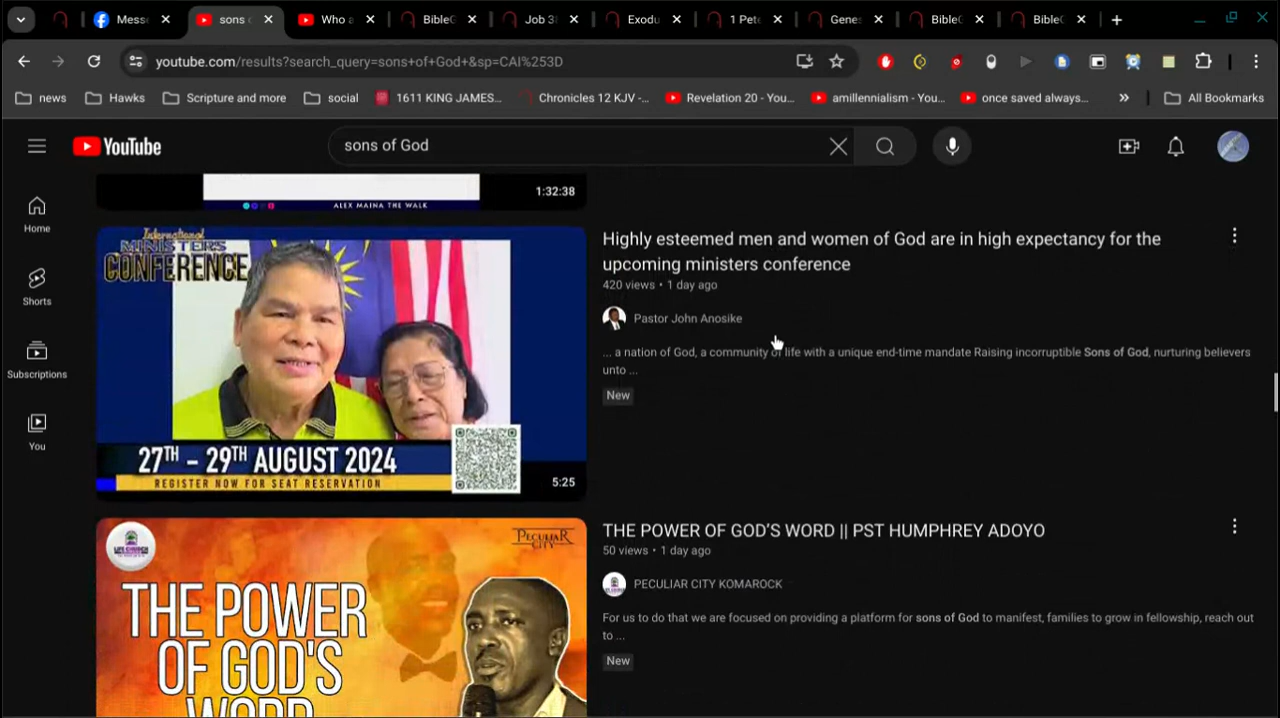 Messe
sons o
Who a
BibleG
Job 38
Exodu
1 Pete
Genes
BibleG
BibleG
youtube.com/results?search_query=sons+of+God+&sp=CAI%253D
news
Hawks
Scripture and more
social
1611 KING JAMES...
Chronicles 12 KJV -...
Revelation 20 - You...
amillennialism - You...
once saved always...
All Bookmarks
YouTube
sons of God
Home
Shorts
Subscriptions
You
ALEX MAINA THE WALK
1:32:38
International
MINISTERS
CONFERENCE
27TH - 29TH AUGUST 2024
REGISTER NOW FOR SEAT RESERVATION
5:25
Highly esteemed men and women of God are in high expectancy for the
upcoming ministers conference
420 views • 1 day ago
Pastor John Anosike
... a nation of God, a community of life with a unique end-time mandate Raising incorruptible Sons of God, nurturing believers
unto ...
New
LIFE CHURCH
PECULIAR
CITY
THE POWER
OF GOD'S
WORD
THE POWER OF GOD'S WORD || PST HUMPHREY ADOYO
50 views • 1 day ago
PECULIAR CITY KOMAROCK
For us to do that we are focused on providing a platform for sons of God to manifest, families to grow in fellowship, reach out
to ...
New